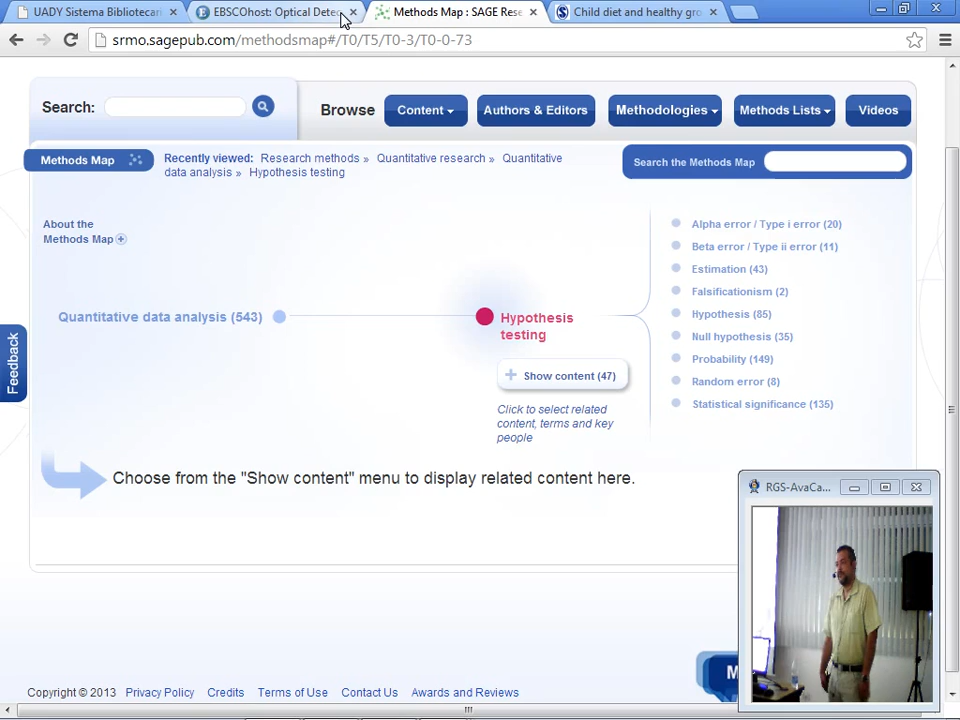 UADY Sistema Bibliotecari
EBSCOhost: Optical Detec
Methods Map : SAGE Rese
Child diet and healthy gro
srmo.sagepub.com/methodsmap#/T0/T5/T0-3/T0-0-73
Search:
Browse
Content
Authors & Editors
Methodologies
Methods Lists
Videos
Methods Map
Recently viewed: Research methods » Quantitative research » Quantitative
data analysis » Hypothesis testing
Search the Methods Map
About the
Methods Map
Quantitative data analysis (543)
Hypothesis
testing
Show content (47)
Click to select related
content, terms and key
people
Alpha error / Type i error (20)
Beta error / Type ii error (11)
Estimation (43)
Falsificationism (2)
Hypothesis (85)
Null hypothesis (35)
Probability (149)
Random error (8)
Statistical significance (135)
Feedback
Choose from the "Show content" menu to display related content here.
RGS-AvaCa...
M
Copyright © 2013 Privacy Policy Credits Terms of Use Contact Us Awards and Reviews